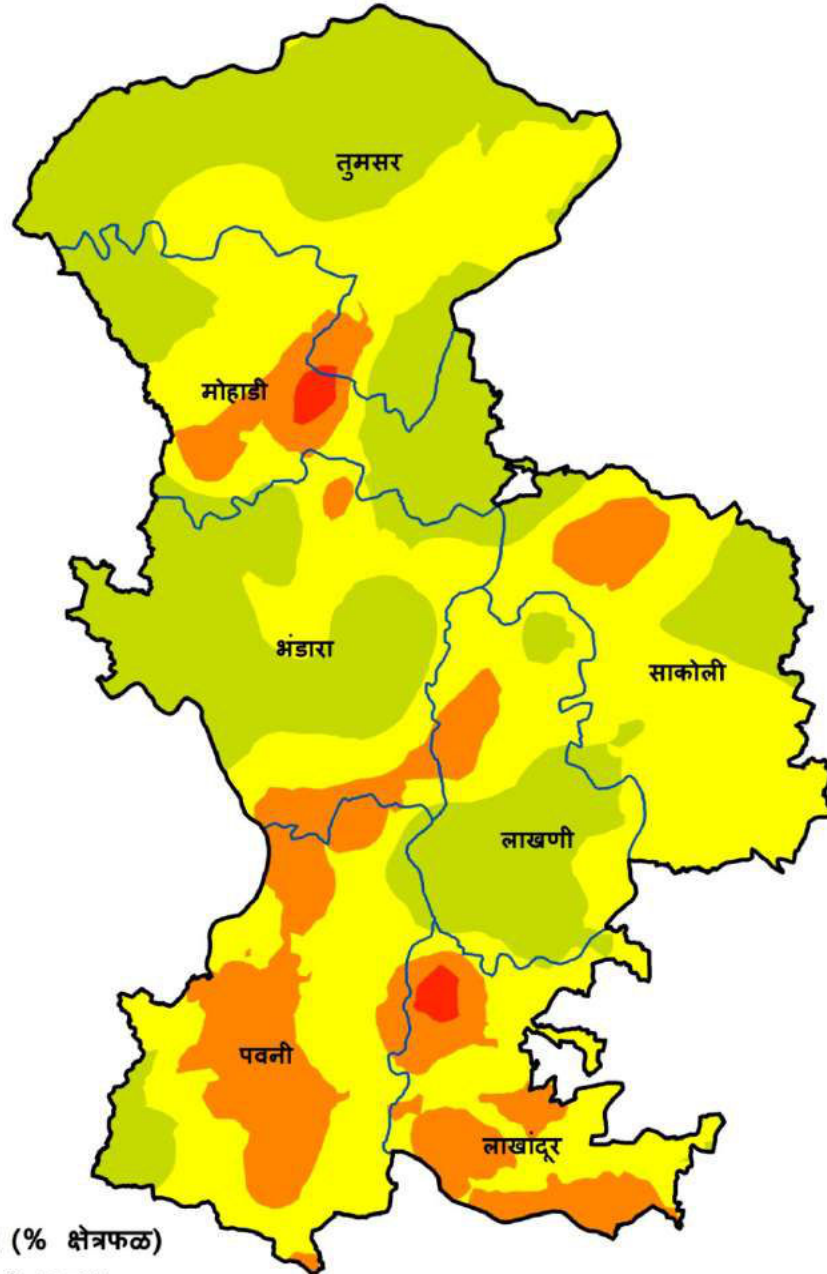 तुमसर
मोहाडी
भंडारा
साकोली
लाखणी
पवनी
लाखांदूर
(% क्षेत्रफळ)